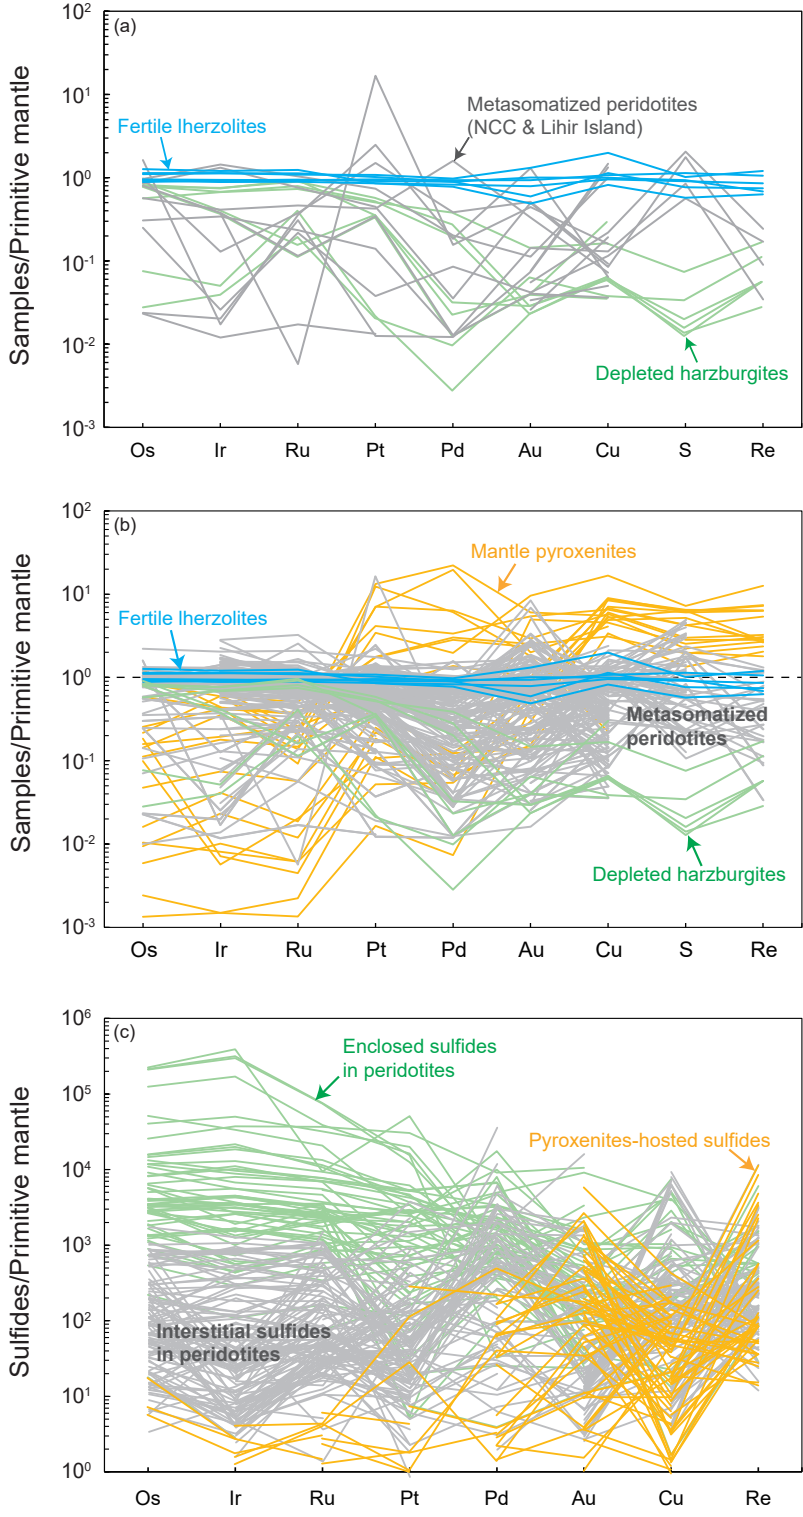 (a)
10²
10¹
10⁰
10⁻¹
10⁻²
10⁻³
Samples/Primitive mantle
Fertile lherzolites
Metasomatized peridotites
(NCC & Lihir Island)
Depleted harzburgites
Os Ir Ru Pt Pd Au Cu S Re
(b)
10²
10¹
10⁰
10⁻¹
10⁻²
10⁻³
Samples/Primitive mantle
Mantle pyroxenites
Fertile lherzolites
Metasomatized
peridotites
Depleted harzburgites
Os Ir Ru Pt Pd Au Cu S Re
(c)
10⁶
10⁵
10⁴
10³
10²
10¹
10⁰
Sulfides/Primitive mantle
Enclosed sulfides
in peridotites
Pyroxenites-hosted sulfides
Interstitial sulfides
in peridotites
Os Ir Ru Pt Pd Au Cu Re